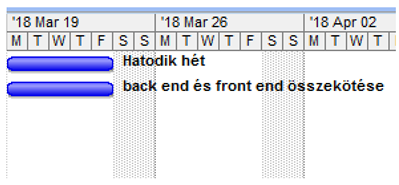 '18 Mar 19 '18 Mar 26 '18 Apr 02
M T W T F S S M T W T F S S M T W T
Hatodik hét
back end és front end összekötése